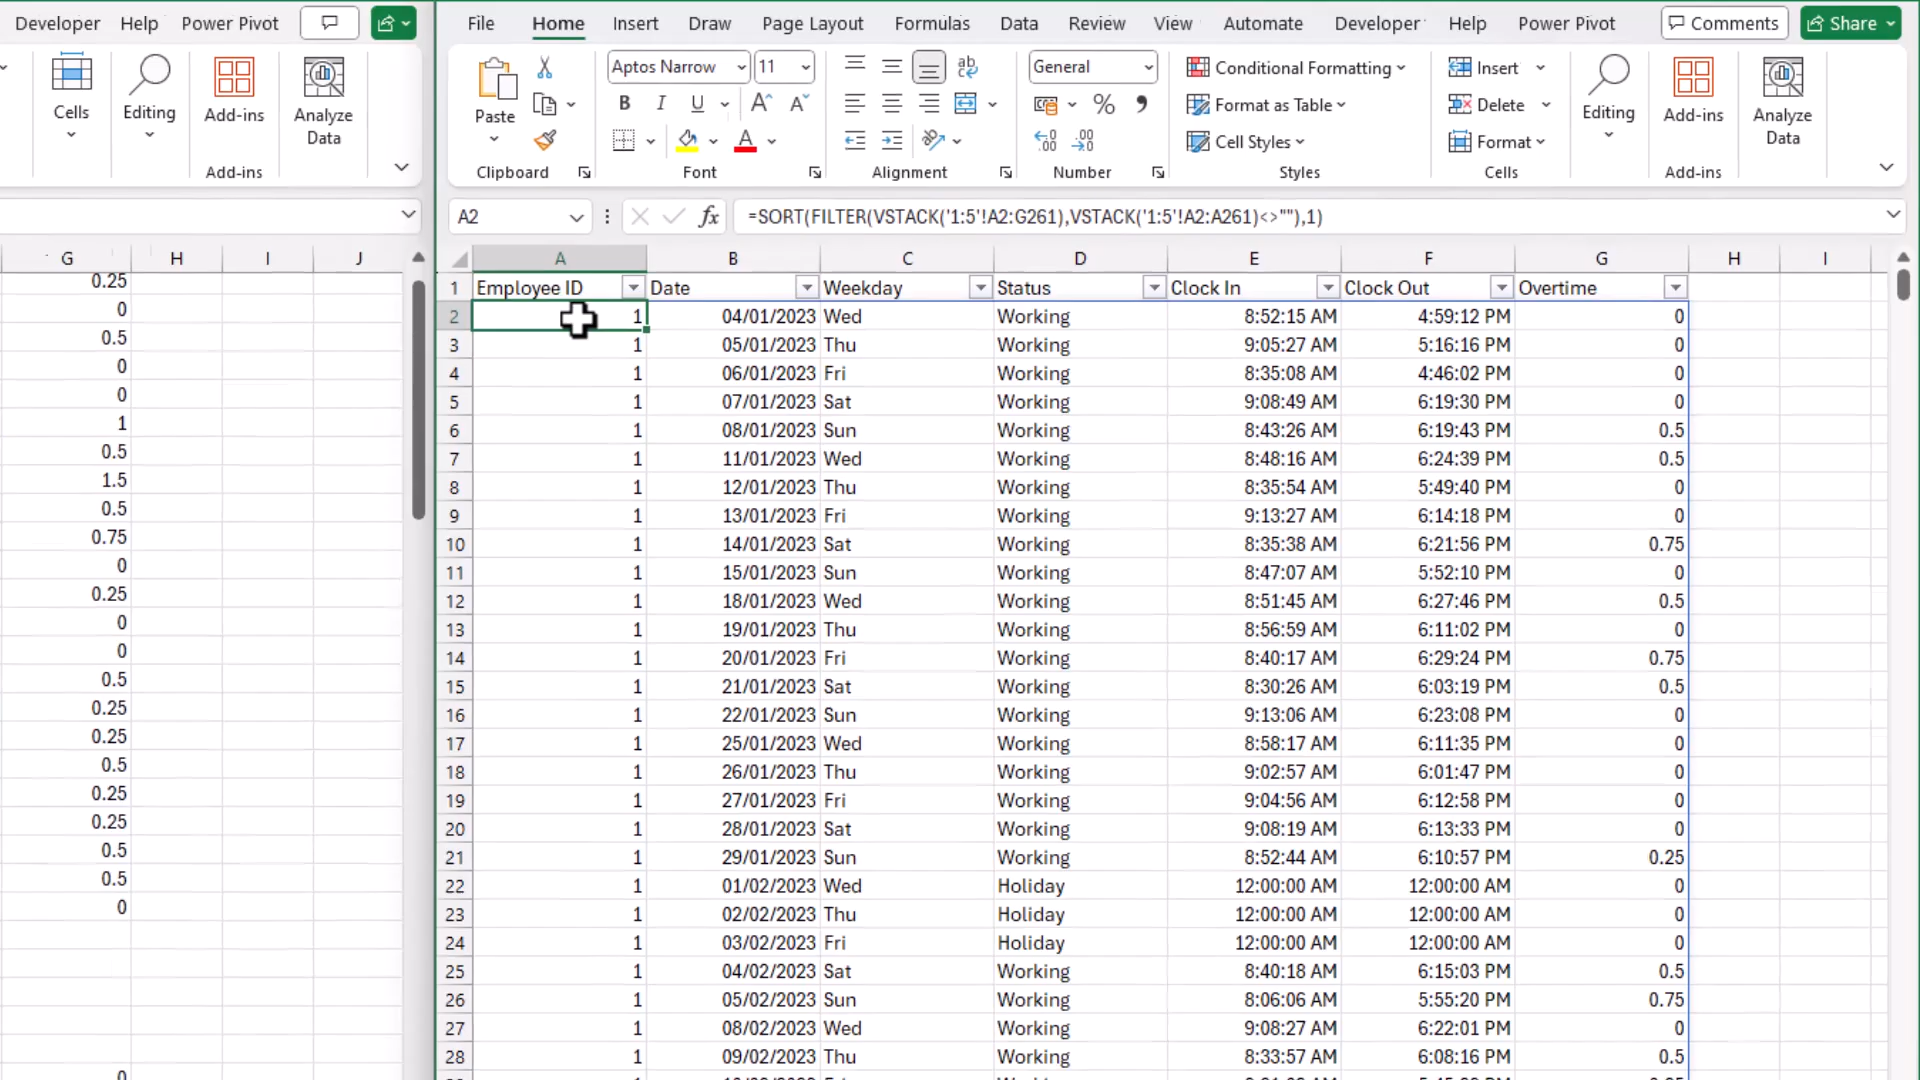 Developer Help Power Pivot
Cells Editing Add-ins Analyze Data
Add-ins
G H I J
0.25
0
0.5
0
0
1
0.5
1.5
0.5
0.75
0
0.25
0
0
0.5
0.25
0.25
0.5
0.25
0.25
0.5
0.5
0
0
File Home Insert Draw Page Layout Formulas Data Review View Automate Developer Help Power Pivot Comments Share
Paste Aptos Narrow 11 General Conditional Formatting Insert Editing Add-ins Analyze Data
B I U A A % Format as Table Delete
A Cell Styles Format
Clipboard Font Alignment Number Styles Cells Add-ins
A2 fx =SORT(FILTER(VSTACK('1:5'!A2:G261),VSTACK('1:5'!A2:A261)<>""),1)
A B C D E F G H I
1 Employee ID Date Weekday Status Clock In Clock Out Overtime
2 1 04/01/2023 Wed Working 8:52:15 AM 4:59:12 PM 0
3 1 05/01/2023 Thu Working 9:05:27 AM 5:16:16 PM 0
4 1 06/01/2023 Fri Working 8:35:08 AM 4:46:02 PM 0
5 1 07/01/2023 Sat Working 9:08:49 AM 6:19:30 PM 0
6 1 08/01/2023 Sun Working 8:43:26 AM 6:19:43 PM 0.5
7 1 11/01/2023 Wed Working 8:48:16 AM 6:24:39 PM 0.5
8 1 12/01/2023 Thu Working 8:35:54 AM 5:49:40 PM 0
9 1 13/01/2023 Fri Working 9:13:27 AM 6:14:18 PM 0
10 1 14/01/2023 Sat Working 8:35:38 AM 6:21:56 PM 0.75
11 1 15/01/2023 Sun Working 8:47:07 AM 5:52:10 PM 0
12 1 18/01/2023 Wed Working 8:51:45 AM 6:27:46 PM 0.5
13 1 19/01/2023 Thu Working 8:56:59 AM 6:11:02 PM 0
14 1 20/01/2023 Fri Working 8:40:17 AM 6:29:24 PM 0.75
15 1 21/01/2023 Sat Working 8:30:26 AM 6:03:19 PM 0.5
16 1 22/01/2023 Sun Working 9:13:06 AM 6:23:08 PM 0
17 1 25/01/2023 Wed Working 8:58:17 AM 6:11:35 PM 0
18 1 26/01/2023 Thu Working 9:02:57 AM 6:01:47 PM 0
19 1 27/01/2023 Fri Working 9:04:56 AM 6:12:58 PM 0
20 1 28/01/2023 Sat Working 9:08:19 AM 6:13:33 PM 0
21 1 29/01/2023 Sun Working 8:52:44 AM 6:10:57 PM 0.25
22 1 01/02/2023 Wed Holiday 12:00:00 AM 12:00:00 AM 0
23 1 02/02/2023 Thu Holiday 12:00:00 AM 12:00:00 AM 0
24 1 03/02/2023 Fri Holiday 12:00:00 AM 12:00:00 AM 0
25 1 04/02/2023 Sat Working 8:40:18 AM 6:15:03 PM 0.5
26 1 05/02/2023 Sun Working 8:06:06 AM 5:55:20 PM 0.75
27 1 08/02/2023 Wed Working 9:08:27 AM 6:22:01 PM 0
28 1 09/02/2023 Thu Working 8:33:57 AM 6:08:16 PM 0.5